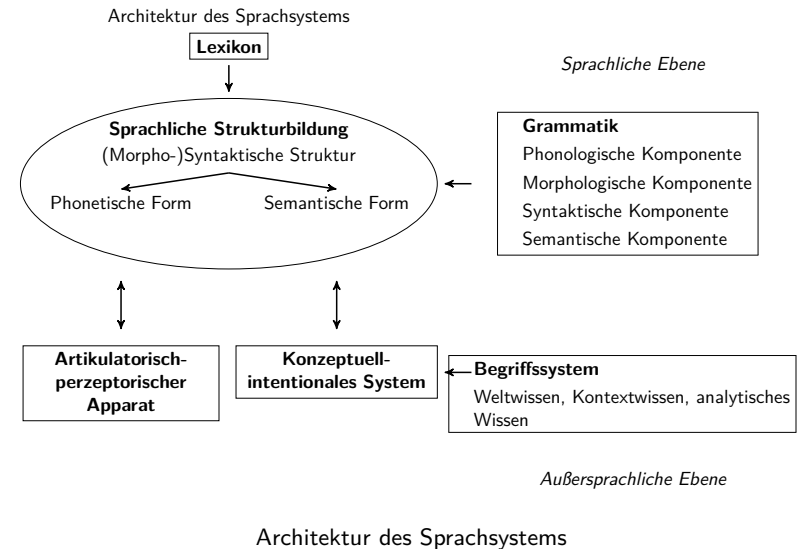 Architektur des Sprachsystems
Lexikon
Sprachliche Ebene
Sprachliche Strukturbildung
(Morpho-)Syntaktische Struktur
Phonetische Form
Semantische Form
Grammatik
Phonologische Komponente
Morphologische Komponente
Syntaktische Komponente
Semantische Komponente
Artikulatorisch-
perzeptorischer
Apparat
Konzeptuell-
intentionales System
Begriffssystem
Weltwissen, Kontextwissen, analytisches
Wissen
Außersprachliche Ebene
Architektur des Sprachsystems